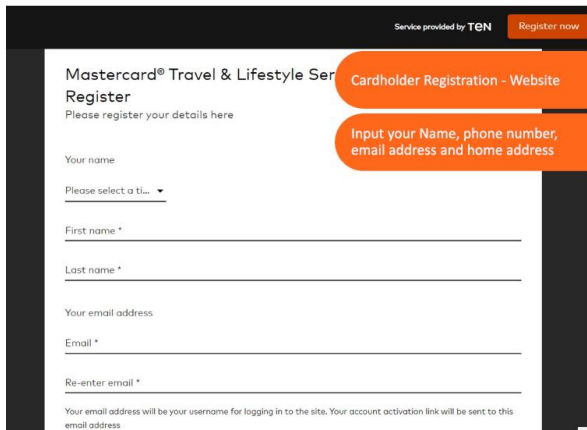 Service provided by TEN
Register now
Mastercard® Travel & Lifestyle Ser
Register
Please register your details here
Cardholder Registration - Website
Input your Name, phone number,
email address and home address
Your name
Please select a ti...
First name *
Last name *
Your email address
Email *
Re-enter email *
Your email address will be your username for logging in to the site. Your account activation link will be sent to this
email address